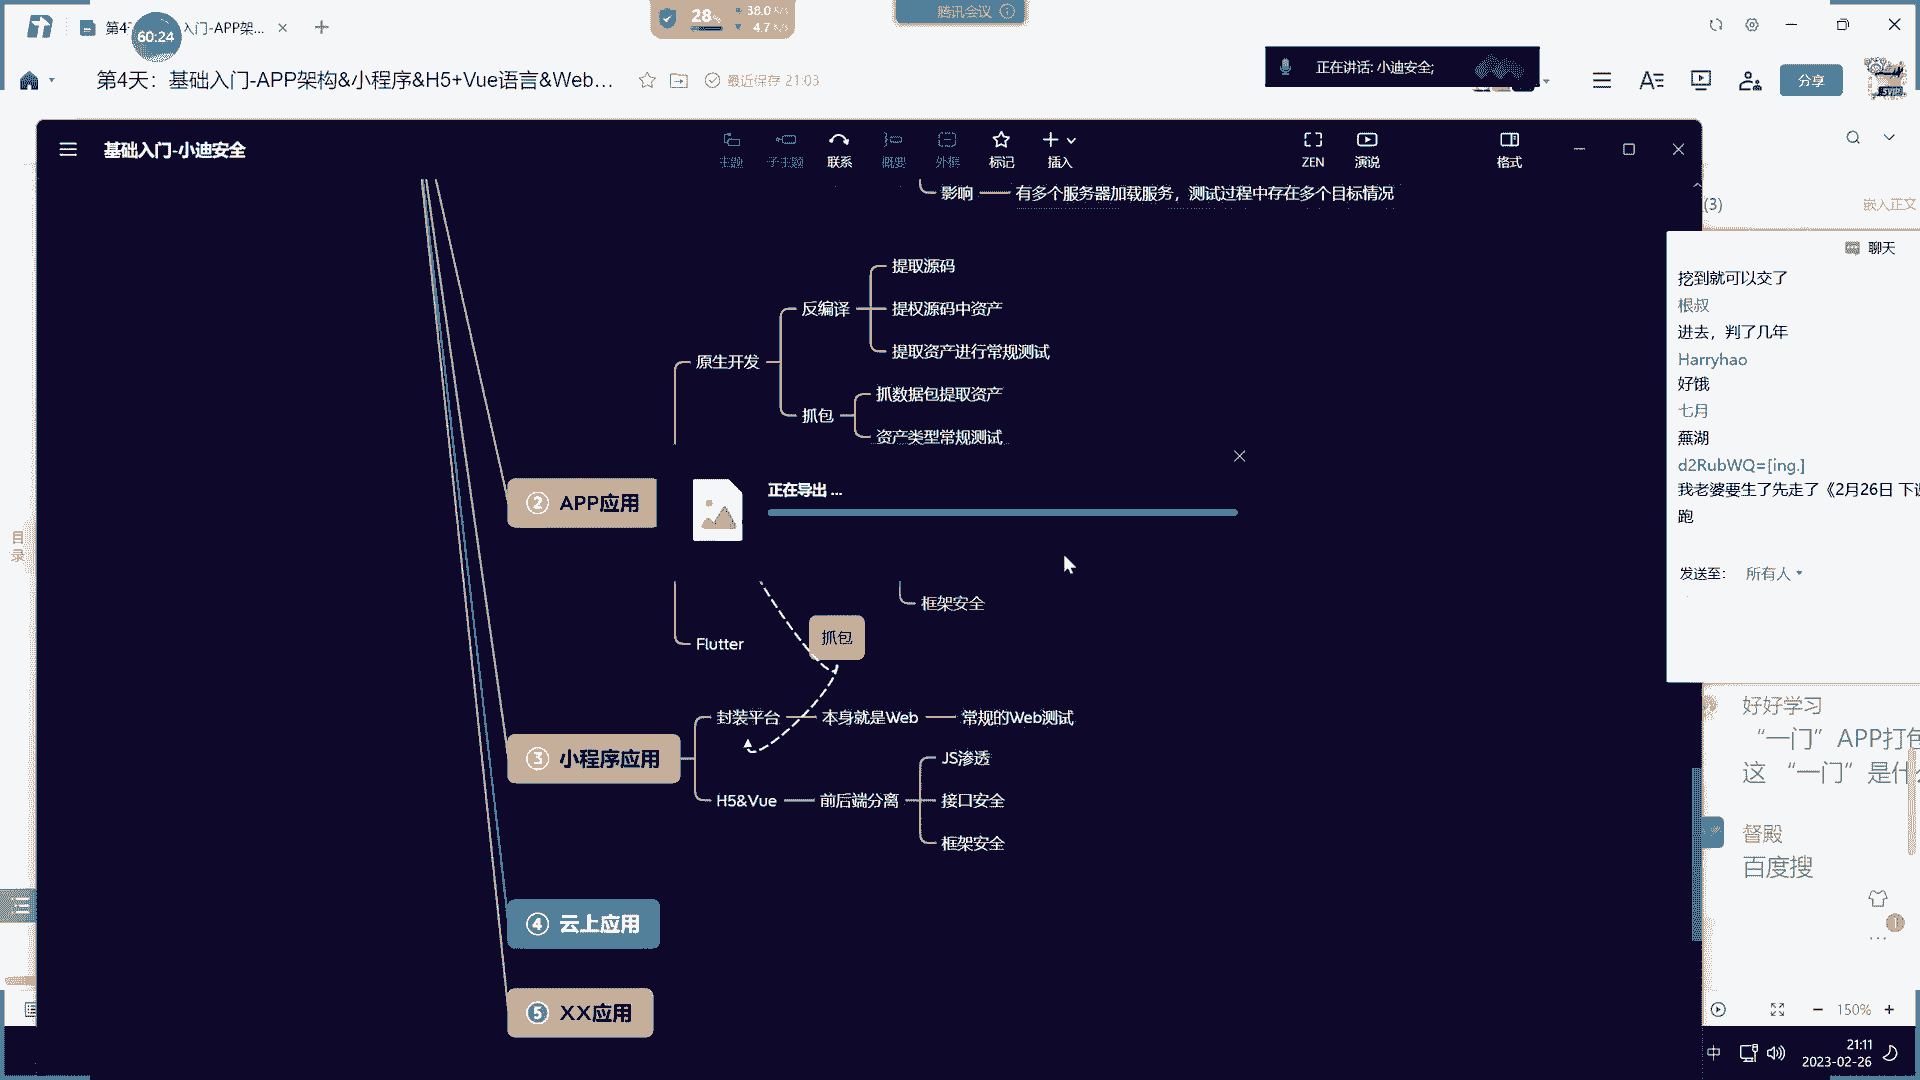 第4
入门-APP架...
60:24
28%
38.0 K/s
4.7 K/s
腾讯会议
第4天：基础入门-APP架构&小程序&H5+Vue语言&Web...
最近保存 21:03
正在讲话: 小迪安全;
分享
基础入门-小迪安全
主题
子主题
联系
概要
外框
标记
插入
ZEN
演说
格式
(3)
嵌入正文
影响
有多个服务器加载服务，测试过程中存在多个目标情况
提取源码
反编译
提权源码中资产
提取资产进行常规测试
原生开发
抓数据包提取资产
抓包
资产类型常规测试
② APP应用
正在导出 ...
框架安全
抓包
Flutter
封装平台
本身就是Web
常规的Web测试
③ 小程序应用
JS渗透
H5&Vue
前后端分离
接口安全
框架安全
④ 云上应用
⑤ XX应用
目录
聊天
挖到就可以交了
根叔
进去，判了几年
Harryhao
好饿
七月
蕪湖
d2RubWQ=[ing.]
我老婆要生了先走了《2月26日 下
跑
发送至：
所有人
好好学习
“一门”APP打包
这 “一门” 是什
督殿
百度搜
150%
中
21:11
2023-02-26